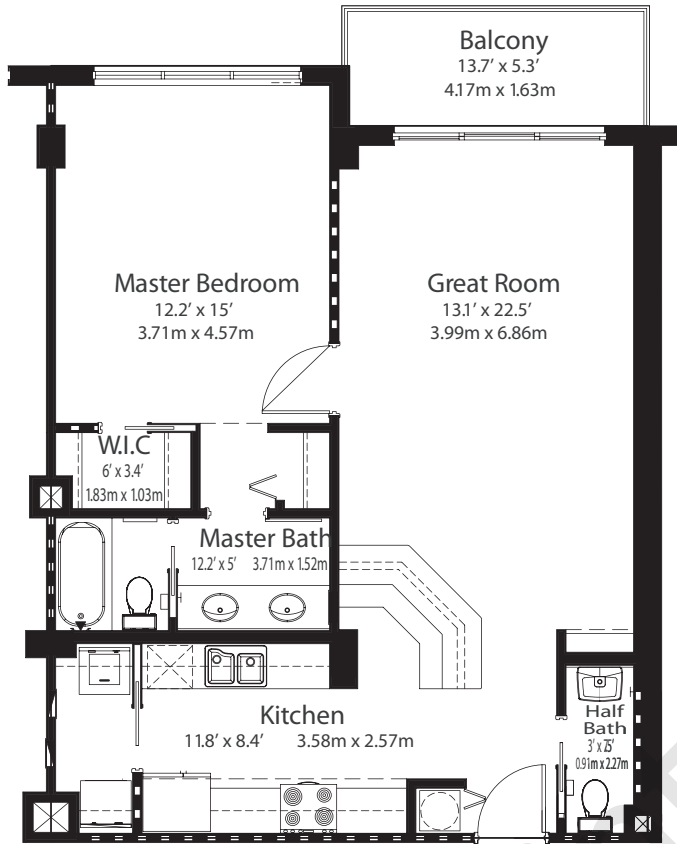 Balcony
13.7' x 5.3'
4.17m x 1.63m
Master Bedroom
12.2' x 15'
3.71m x 4.57m
Great Room
13.1' x 22.5'
3.99m x 6.86m
W.I.C
6' x 3.4'
1.83m x 1.03m
Master Bath
12.2' x 5' 3.71m x 1.52m
Kitchen
11.8' x 8.4' 3.58m x 2.57m
Half
Bath
3' x 7.5'
0.91m x 2.27m